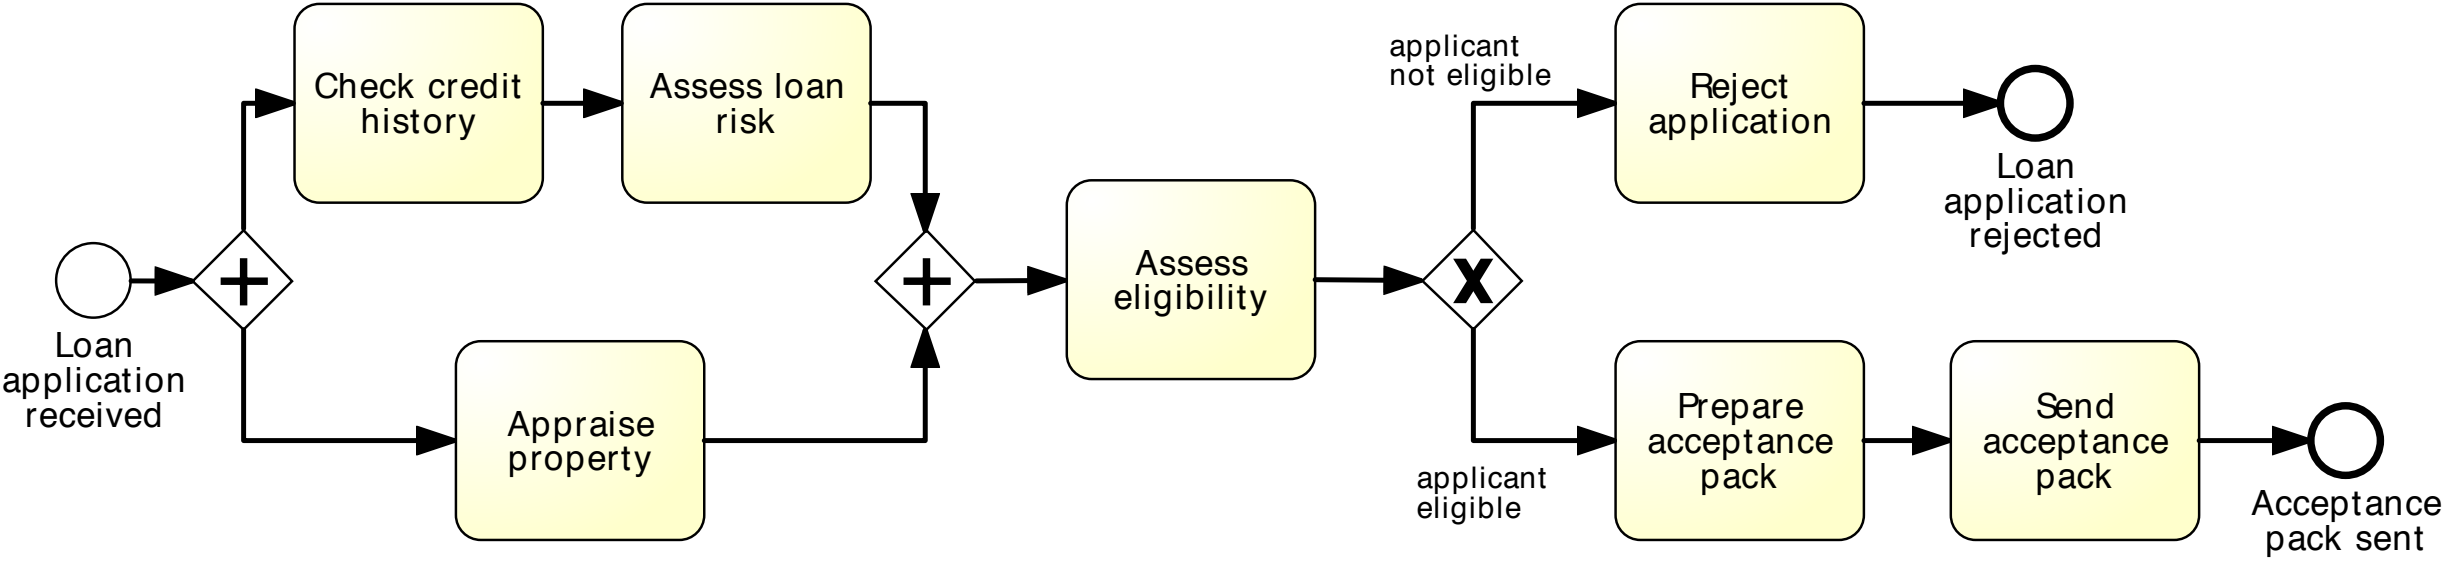 Loan
application
received
Check credit
history
Assess loan
risk
Appraise
property
Assess
eligibility
X
applicant
not eligible
Reject
application
Loan
application
rejected
applicant
eligible
Prepare
acceptance
pack
Send
acceptance
pack
Acceptance
pack sent